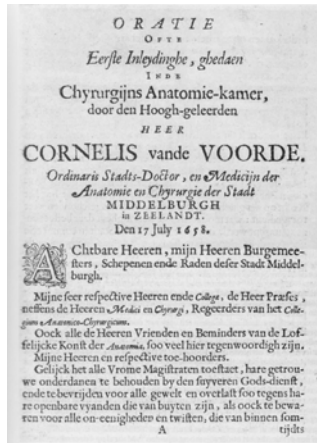 ORATIE
OFTE
Eerſte Inleydinghe, ghedaen
INDE
Chyrurgijns Anatomie-kamer,
door den Hoogh-geleerden
HEER
CORNELIS vande VOORDE.
Ordinaris Stadts-Doctor, en Medicijn der
Anatomie en Chyrurgie der Stadt
MIDDELBURGH
in ZEELANDT.
Den 17 July 1658.
AChtbare Heeren, mijn Heeren Burgemee-
ſters, Schepenen ende Raden deſer Stadt Middel-
burgh.
Mijne ſeer reſpective Heeren ende Collega, de Heer Præſes,
neffens de Heeren Medici en Chyrurgi, Regeerders van het Colle-
gium Anatomico-Chyrurgicum.
Oock alle de Heeren Vrienden en Beminders van de Lof-
felijcke Konſt der Anatomia, ſoo veel hier tegenwoordigh zijn.
Mijne Heeren en reſpective toe-hoorders.
Gelijck het alle Vrome Magiſtraten toeſtaet, hare getrou-
we onderdanen te behouden by den ſuyveren Gods-dienſt,
ende te bevrijden voor alle gewelt en overlaſt ſoo tegens ha-
re openbare vyanden die van buyten zijn, als oock te bewa-
ren voor alle on-eenigheden en twiſten, die van binnen ſom-
A tijdts